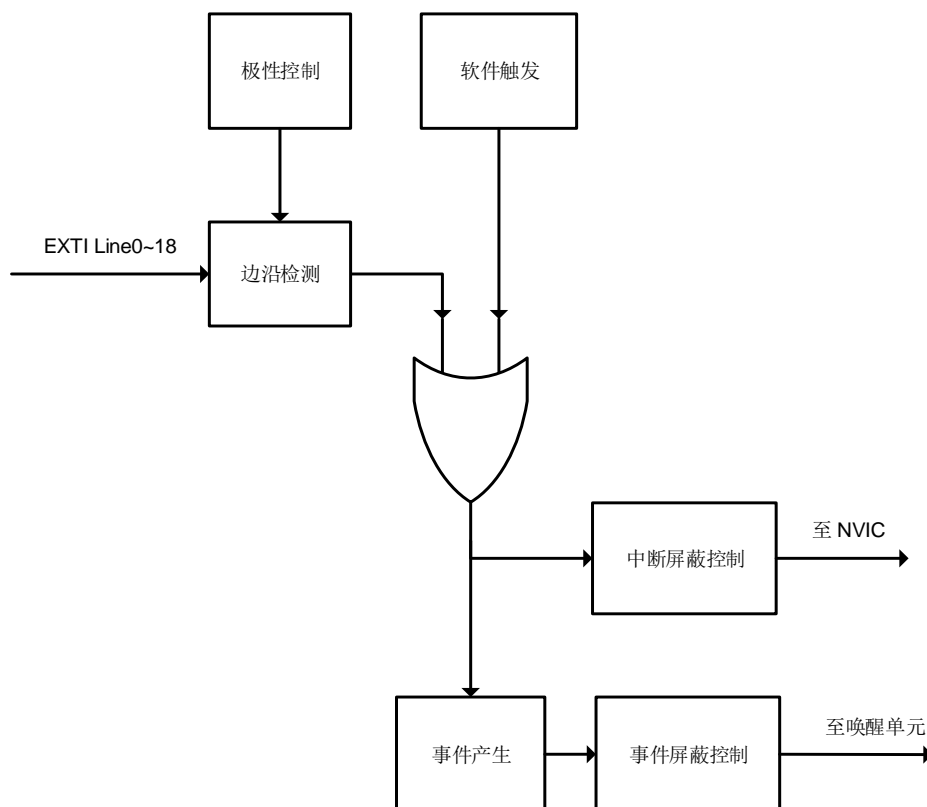 极性控制
软件触发
EXTI Line0~18
边沿检测
至 NVIC
中断屏蔽控制
至唤醒单元
事件产生
事件屏蔽控制